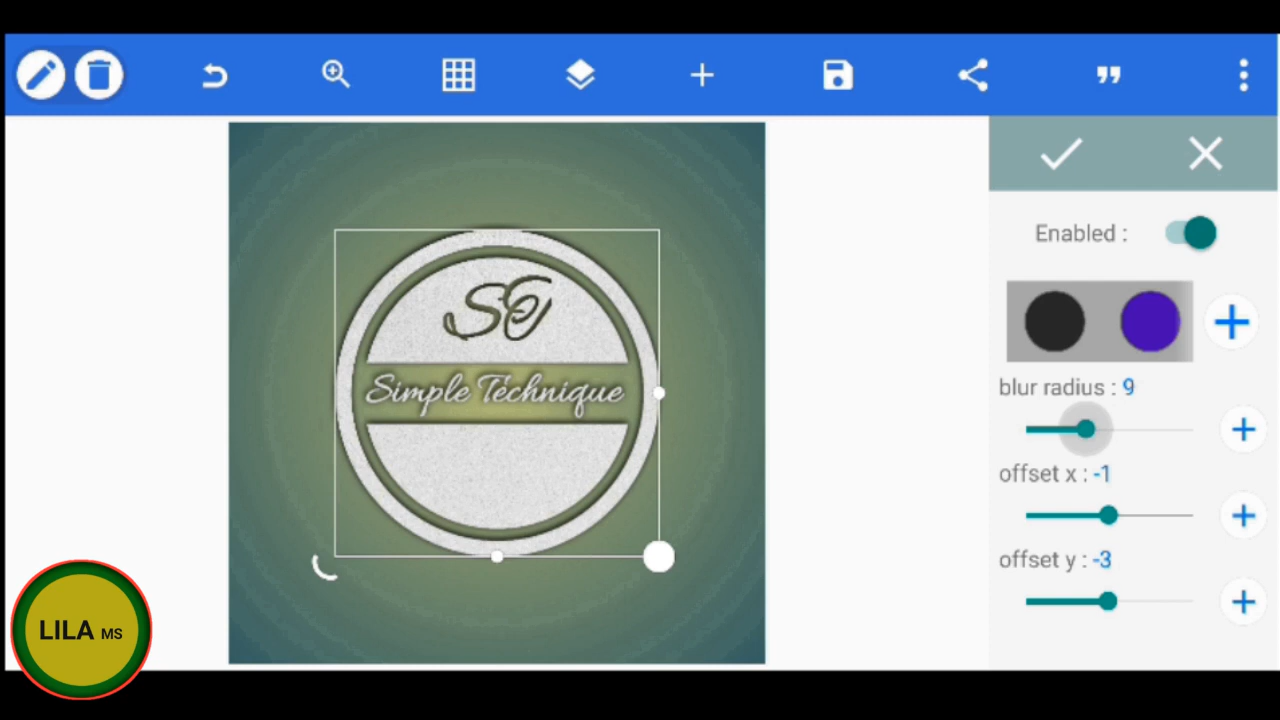 Enabled :
SG
Simple Technique
blur radius : 9
offset x : -1
offset y : -3
LILA MS